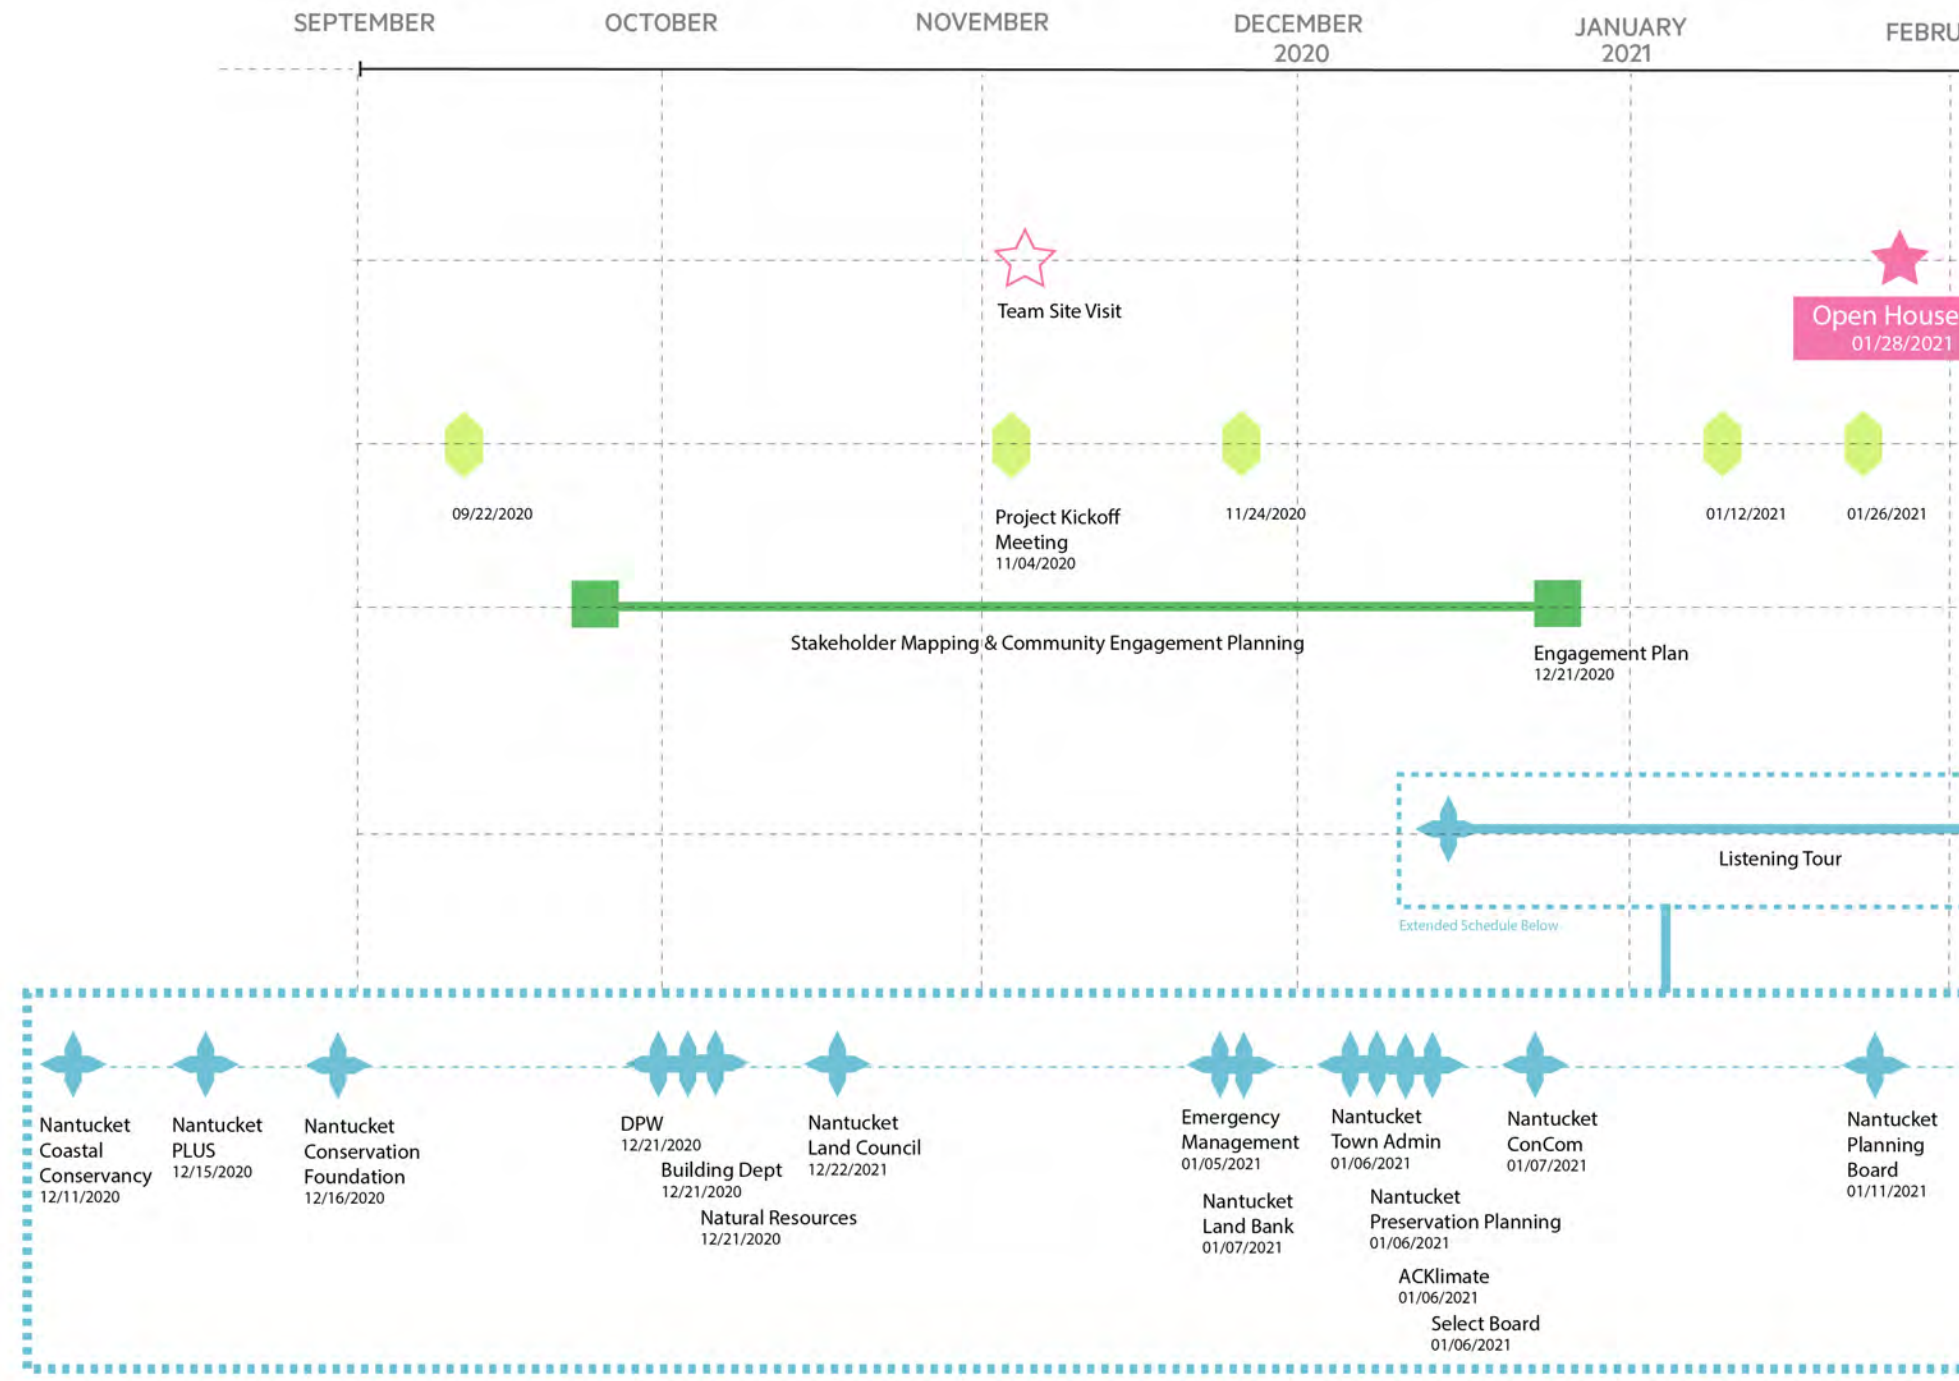 SEPTEMBER
OCTOBER
NOVEMBER
DECEMBER
2020
JANUARY
2021
FEBRU
Team Site Visit
Open House
01/28/2021
09/22/2020
Project Kickoff
Meeting
11/04/2020
11/24/2020
01/12/2021
01/26/2021
Stakeholder Mapping & Community Engagement Planning
Engagement Plan
12/21/2020
Listening Tour
Extended Schedule Below
Nantucket
Coastal
Conservancy
12/11/2020
Nantucket
PLUS
12/15/2020
Nantucket
Conservation
Foundation
12/16/2020
DPW
12/21/2020
Building Dept
12/21/2020
Natural Resources
12/21/2020
Nantucket
Land Council
12/22/2021
Emergency
Management
01/05/2021
Nantucket
Land Bank
01/07/2021
Nantucket
Town Admin
01/06/2021
Nantucket
Preservation Planning
01/06/2021
ACKlimate
01/06/2021
Select Board
01/06/2021
Nantucket
ConCom
01/07/2021
Nantucket
Planning
Board
01/11/2021